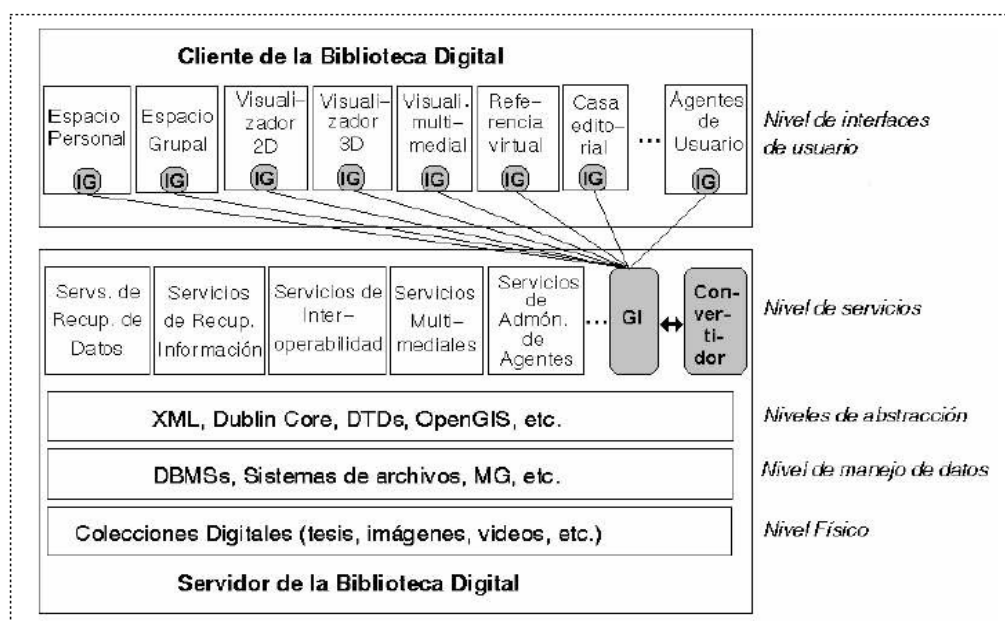 Cliente de la Biblioteca Digital
Espacio
Personal
IG
Espacio
Grupal
IG
Visuali–
zador
2D
IG
Visuali–
zador
3D
IG
Visuali.
multi–
medial
IG
Refe–
rencia
virtual
IG
Casa
edito–
rial
IG
...
Agentes
de
Usuario
IG
Nivel de interfaces
de usuario
Servs. de
Recup. de
Datos
Servicios
de Recup.
Información
Servicios de
Inter–
operabilidad
Servicios
Multi–
mediales
Servicios
de
Admón.
de
Agentes
...
GI
Con-
ver-
ti-
dor
Nivel de servicios
XML, Dublin Core, DTDs, OpenGIS, etc.
Niveles de abstracción
DBMSs, Sistemas de archivos, MG, etc.
Nivel de manejo de datos
Colecciones Digitales (tesis, imágenes, videos, etc.)
Nivel Físico
Servidor de la Biblioteca Digital